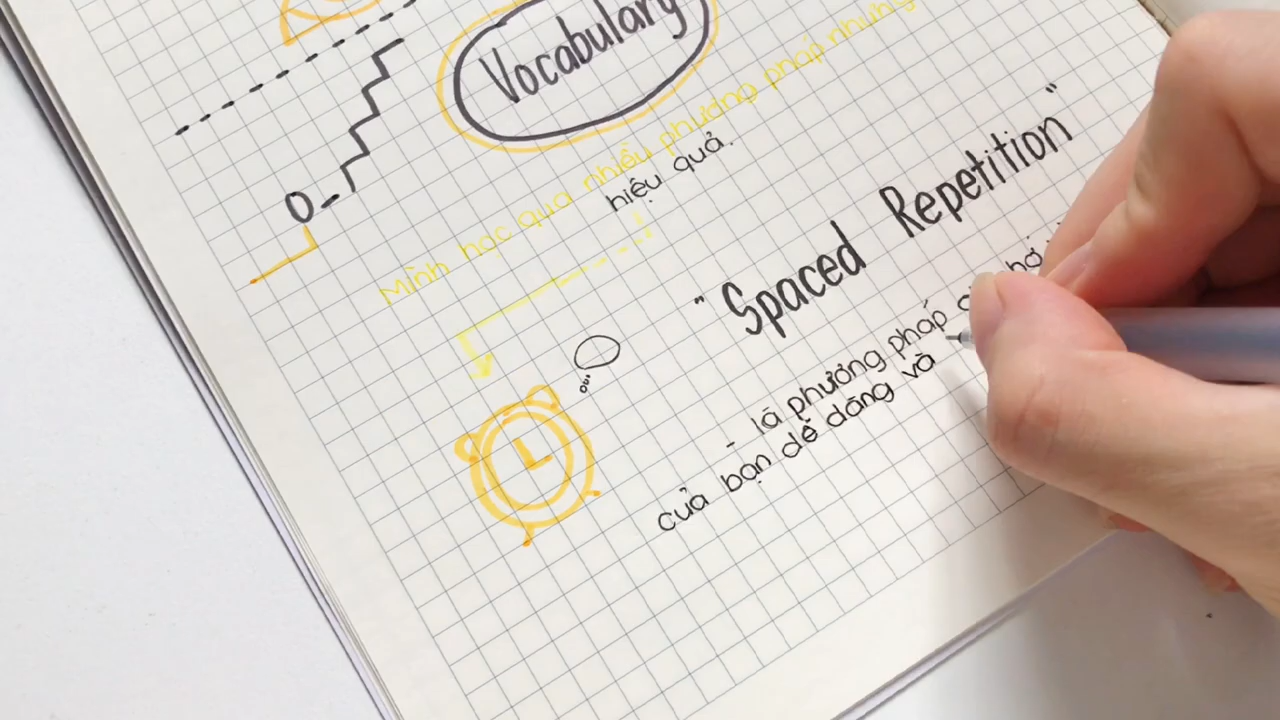 Vocabulary
Mình học qua nhiều phương pháp nhưng
hiệu quả.
"Spaced Repetition"
- là phương pháp
của bạn dễ dàng và